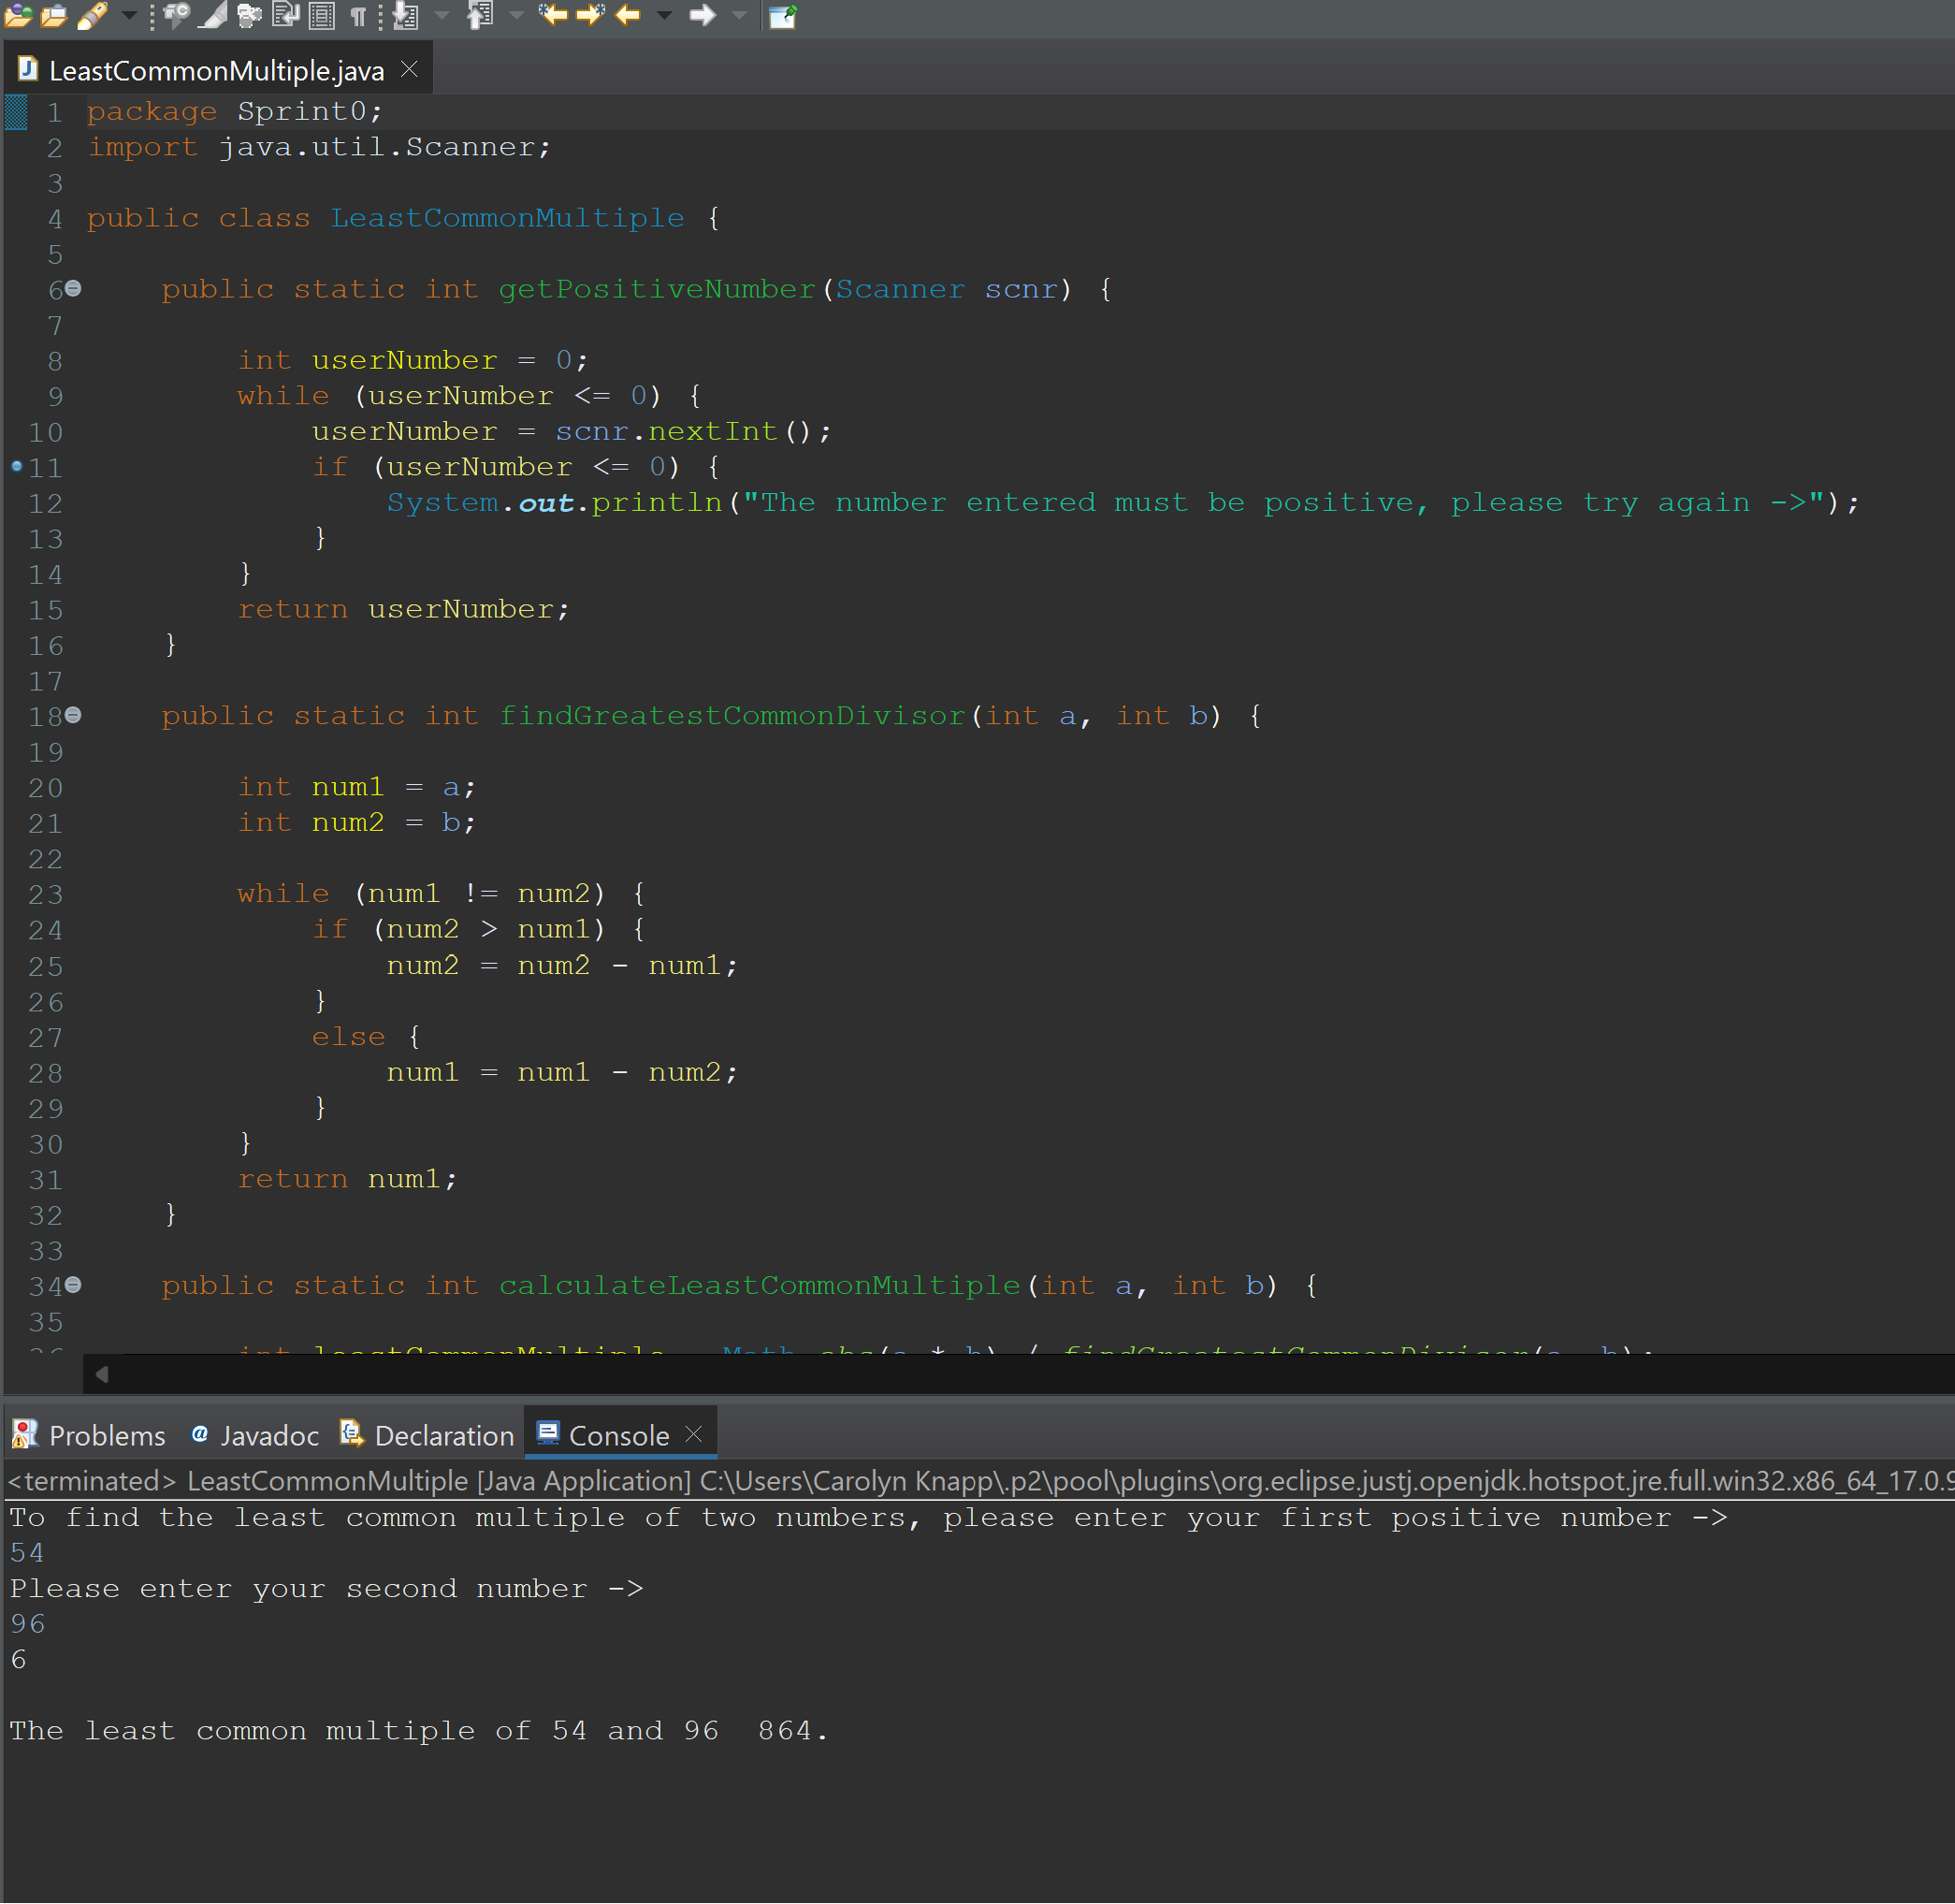 LeastCommonMultiple.java
1 package Sprint0;
2 import java.util.Scanner;
3
4 public class LeastCommonMultiple {
5
6 public static int getPositiveNumber(Scanner scnr) {
7
8 int userNumber = 0;
9 while (userNumber <= 0) {
10 userNumber = scnr.nextInt();
11 if (userNumber <= 0) {
12 System.out.println("The number entered must be positive, please try again ->");
13 }
14 }
15 return userNumber;
16 }
17
18 public static int findGreatestCommonDivisor(int a, int b) {
19
20 int num1 = a;
21 int num2 = b;
22
23 while (num1 != num2) {
24 if (num2 > num1) {
25 num2 = num2 - num1;
26 }
27 else {
28 num1 = num1 - num2;
29 }
30 }
31 return num1;
32 }
33
34 public static int calculateLeastCommonMultiple(int a, int b) {
35
36 int leastCommonMultiple Math abs(a * b) / findGreatestCommonDivisor(a, b);
Problems Javadoc Declaration Console
<terminated> LeastCommonMultiple [Java Application] C:\Users\Carolyn Knapp\.p2\pool\plugins\org.eclipse.justj.openjdk.hotspot.jre.full.win32.x86_64_17.0.9
To find the least common multiple of two numbers, please enter your first positive number ->
54
Please enter your second number ->
96
6
The least common multiple of 54 and 96  864.